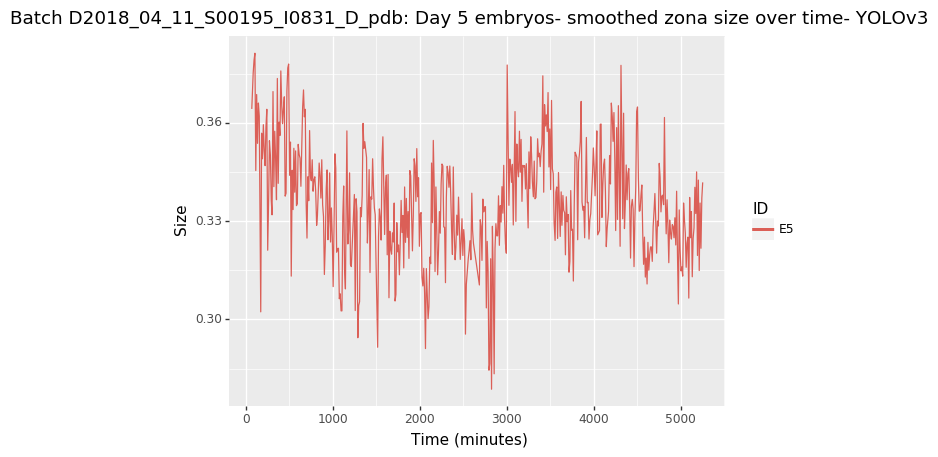 Batch D2018_04_11_S00195_I0831_D_pdb: Day 5 embryos- smoothed zona size over time- YOLOv3
0.36
0.33
0.30
Size
0
1000
2000
3000
4000
5000
Time (minutes)
ID
E5